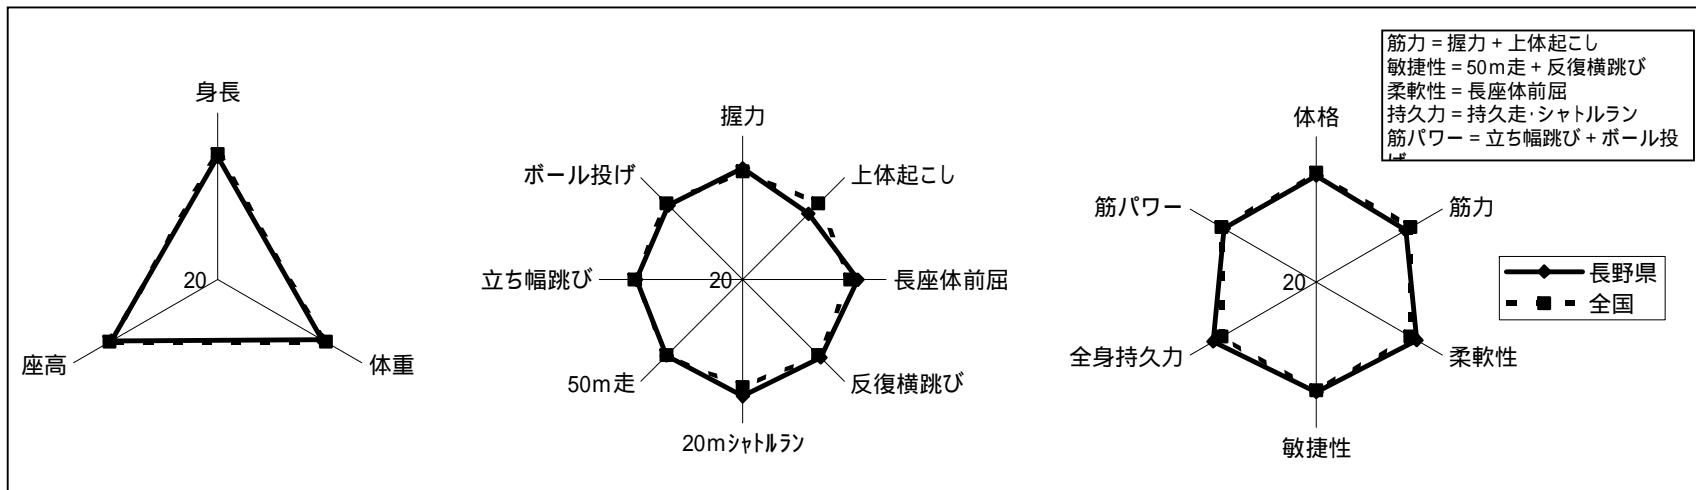 身長
20
座高
体重
握力
ボール投げ
上体起こし
立ち幅跳び
20
長座体前屈
50m走
反復横跳び
20mシャトルラン
筋力=握力+上体起こし
敏捷性=50m走+反復横跳び
柔軟性=長座体前屈
持久力=持久走・シャトルラン
筋パワー=立ち幅跳び+ボール投
げ
体格
筋パワー
筋力
20
全身持久力
柔軟性
敏捷性
長野県
全国